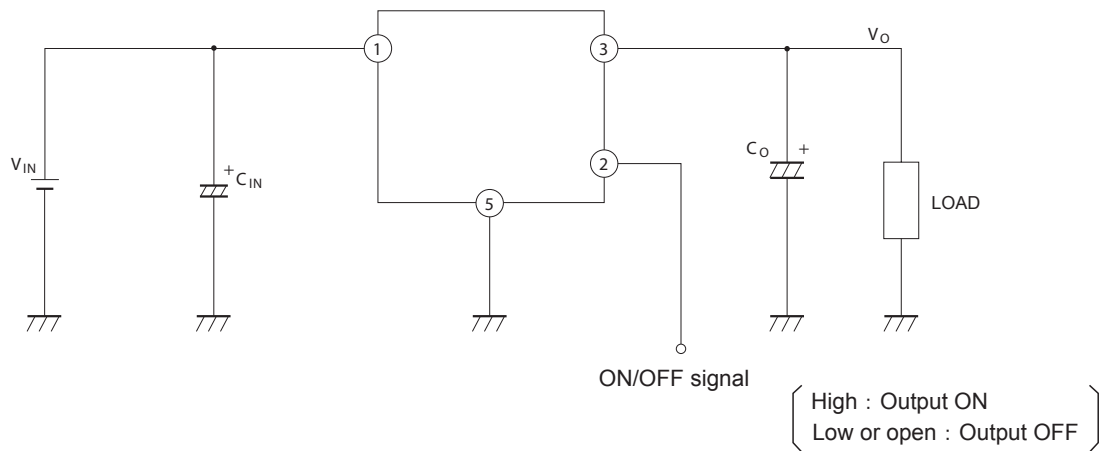 1
3
V_O
V_IN
+
C_IN
2
C_O
+
5
LOAD
ON/OFF signal
High : Output ON
Low or open : Output OFF